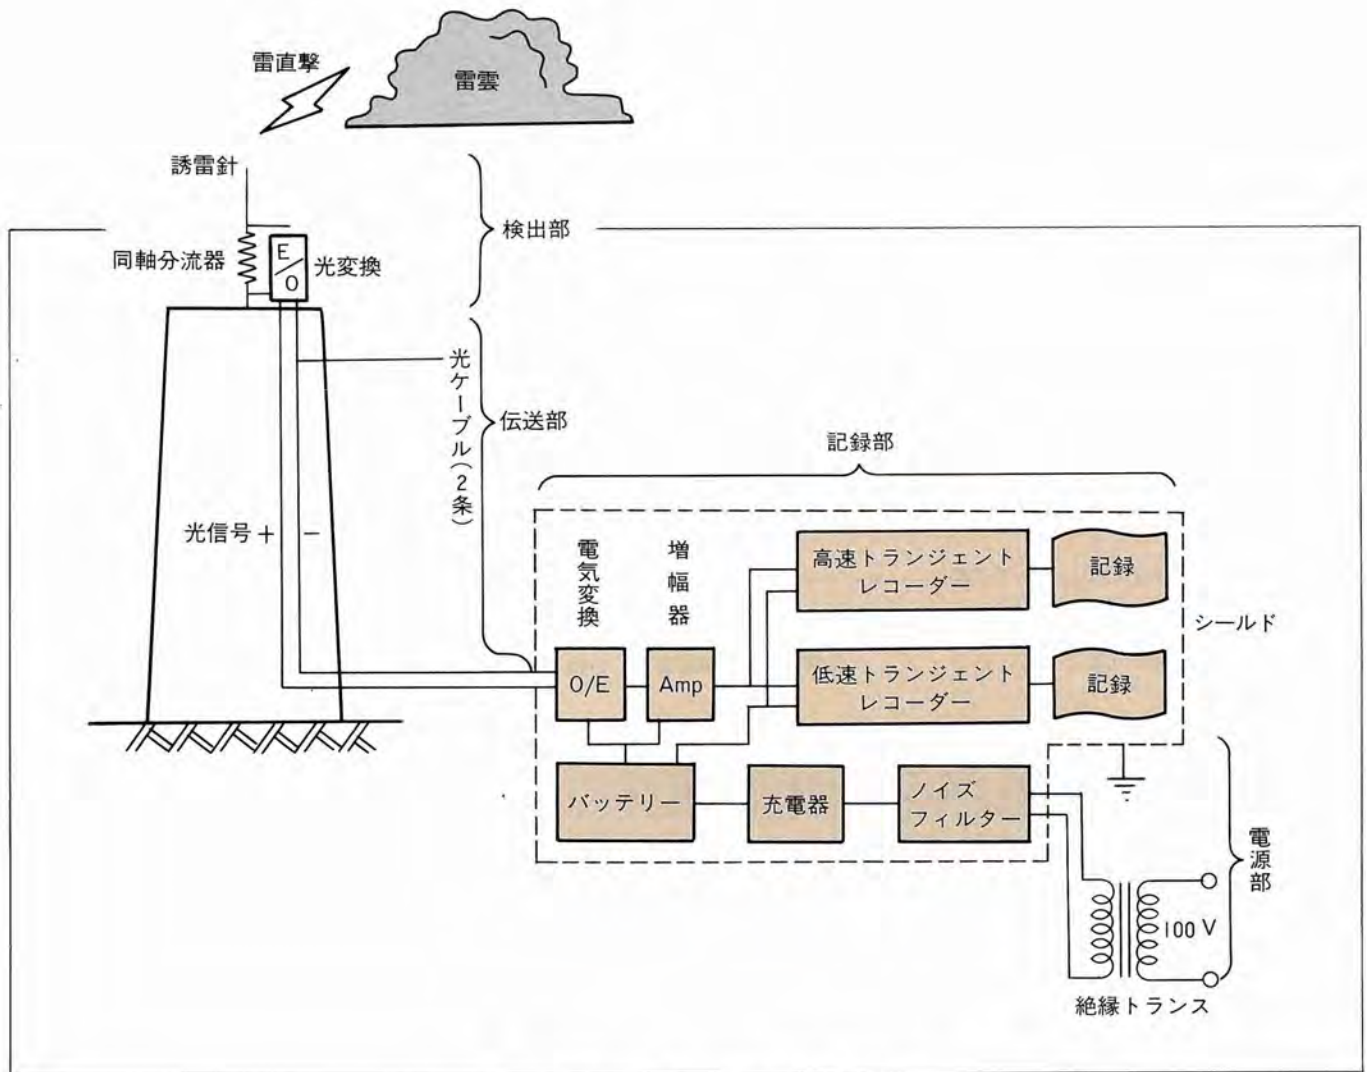 雷直撃
雷雲
誘雷針
検出部
同軸分流器
E/O
光変換
光ケーブル(2条)
伝送部
光信号 + −
記録部
電気変換
増幅器
高速トランジェント
レコーダー
記録
シールド
O/E
Amp
低速トランジェント
レコーダー
記録
バッテリー
充電器
ノイズ
フィルター
電源部
100 V
絶縁トランス